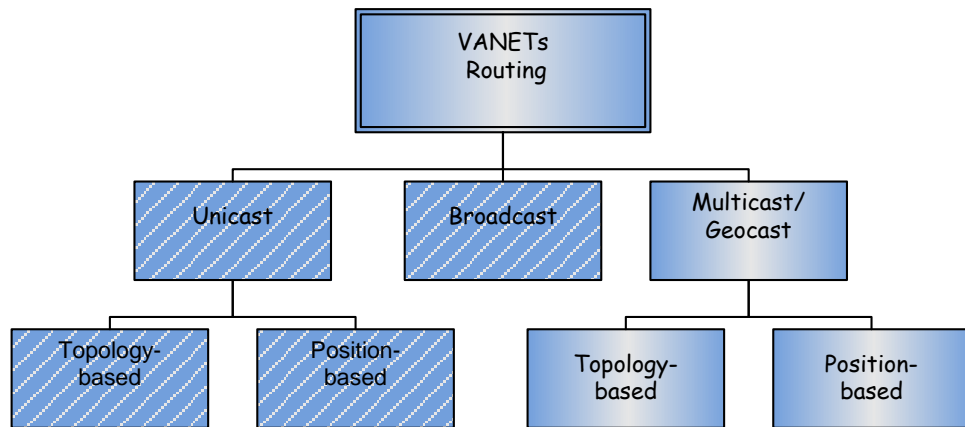 VANETs
Routing
Unicast
Broadcast
Multicast/
Geocast
Topology-
based
Position-
based
Topology-
based
Position-
based